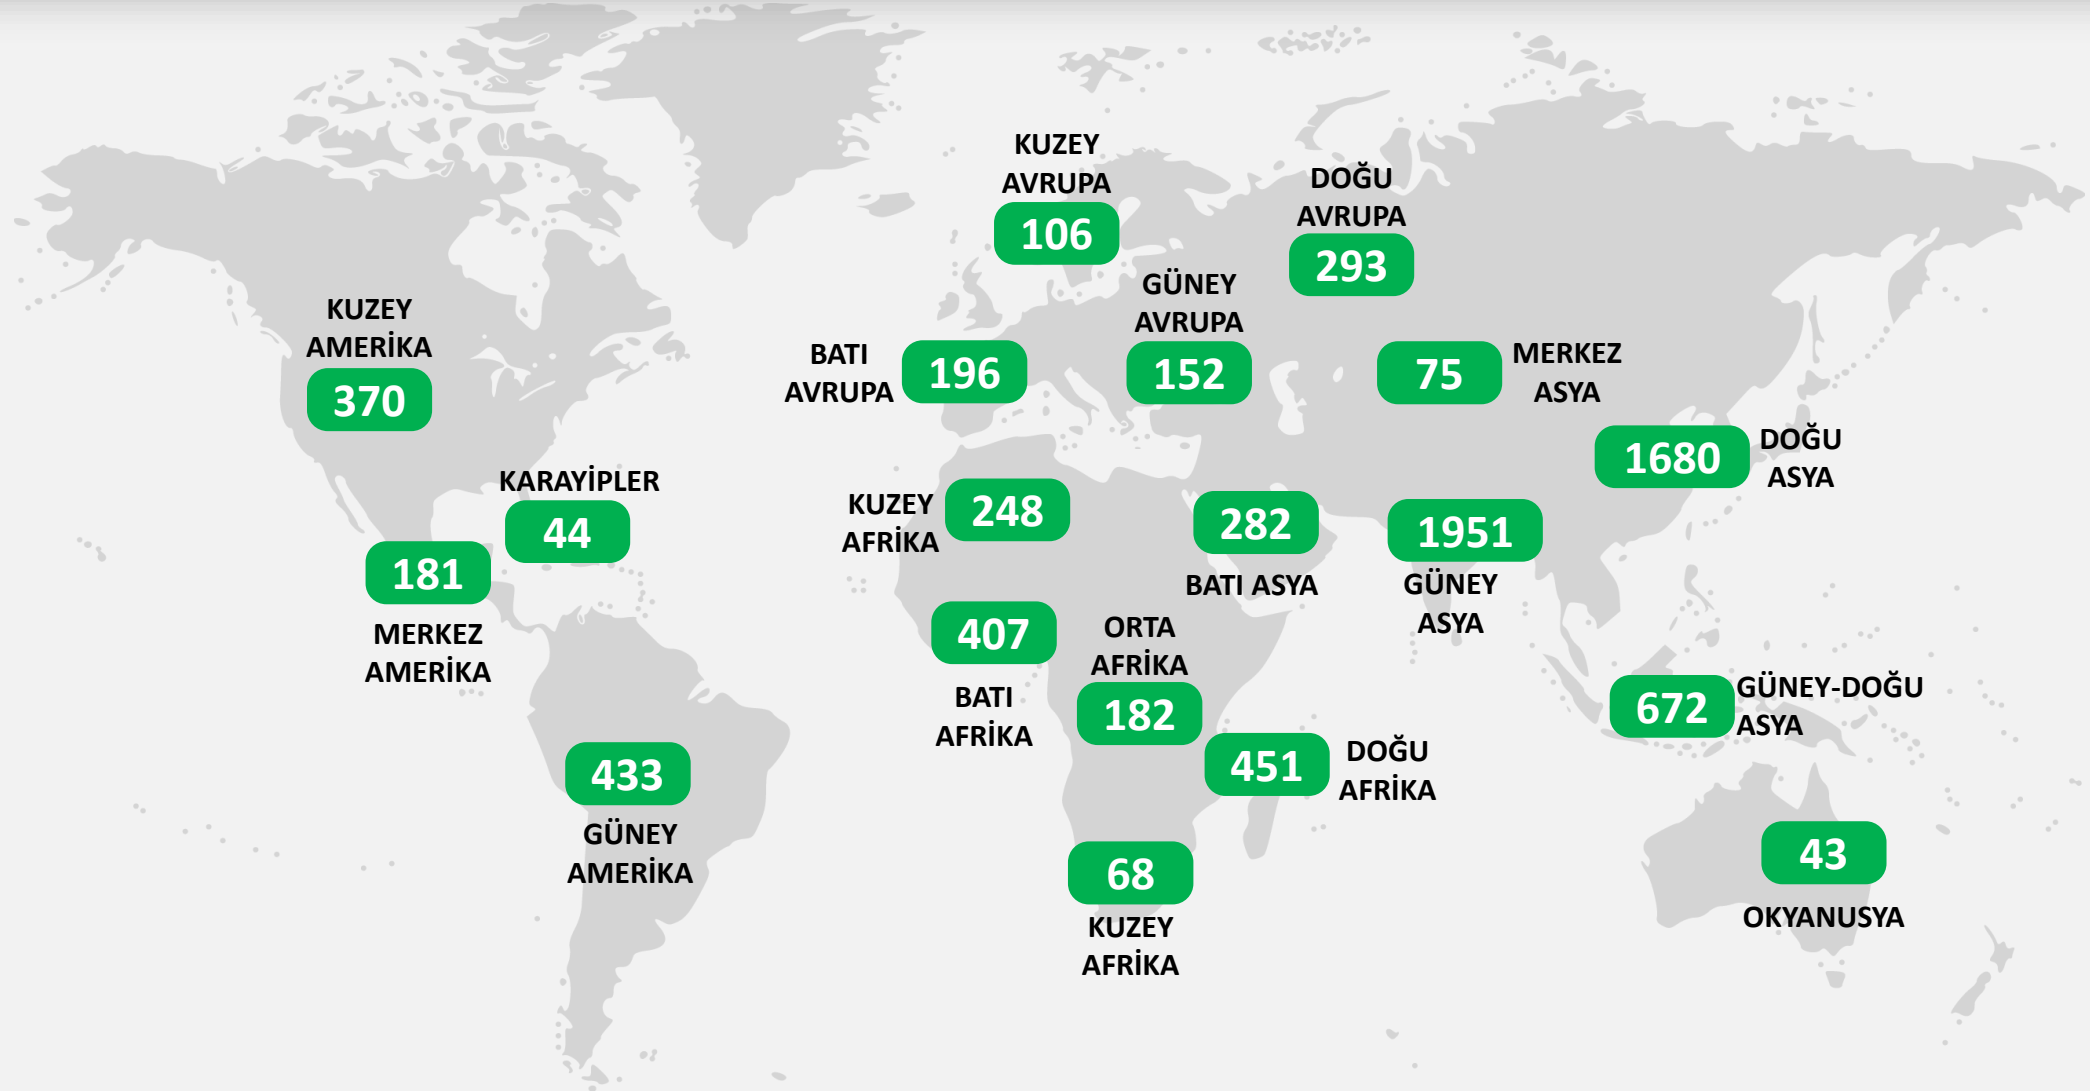 KUZEY
AVRUPA
106
DOĞU
AVRUPA
293
GÜNEY
AVRUPA
152
KUZEY
AMERİKA
370
BATI
AVRUPA
196
75
MERKEZ
ASYA
1680
DOĞU
ASYA
KARAYİPLER
44
KUZEY
AFRİKA
248
282
BATI ASYA
1951
GÜNEY
ASYA
181
MERKEZ
AMERİKA
407
BATI
AFRİKA
ORTA
AFRİKA
182
672
GÜNEY-DOĞU
ASYA
433
GÜNEY
AMERİKA
451
DOĞU
AFRİKA
68
KUZEY
AFRİKA
43
OKYANUSYA